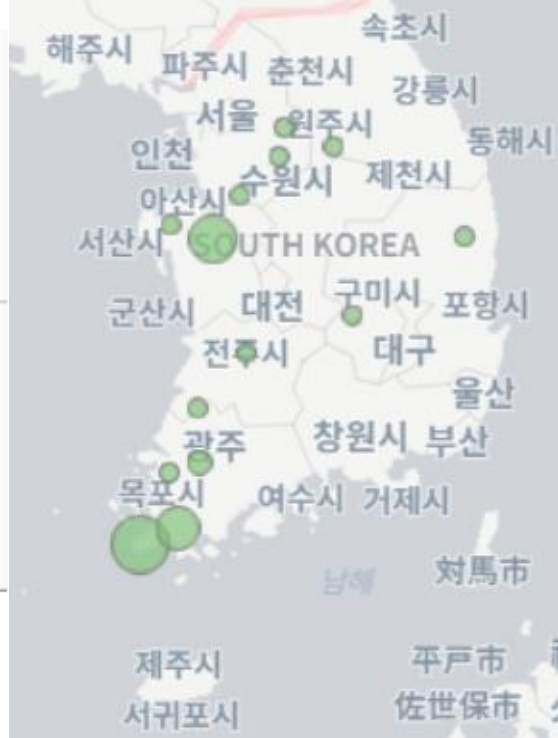 속초시
해주시
파주시
춘천시
강릉시
서울
원주시
동해시
인천
수원시
제천시
아산시
서산시
SOUTH KOREA
구미시
군산시
대전
포항시
전주시
대구
울산
광주
창원시
부산
목포시
여수시
거제시
남해
対馬市
제주시
平戸市
서귀포시
佐世保市